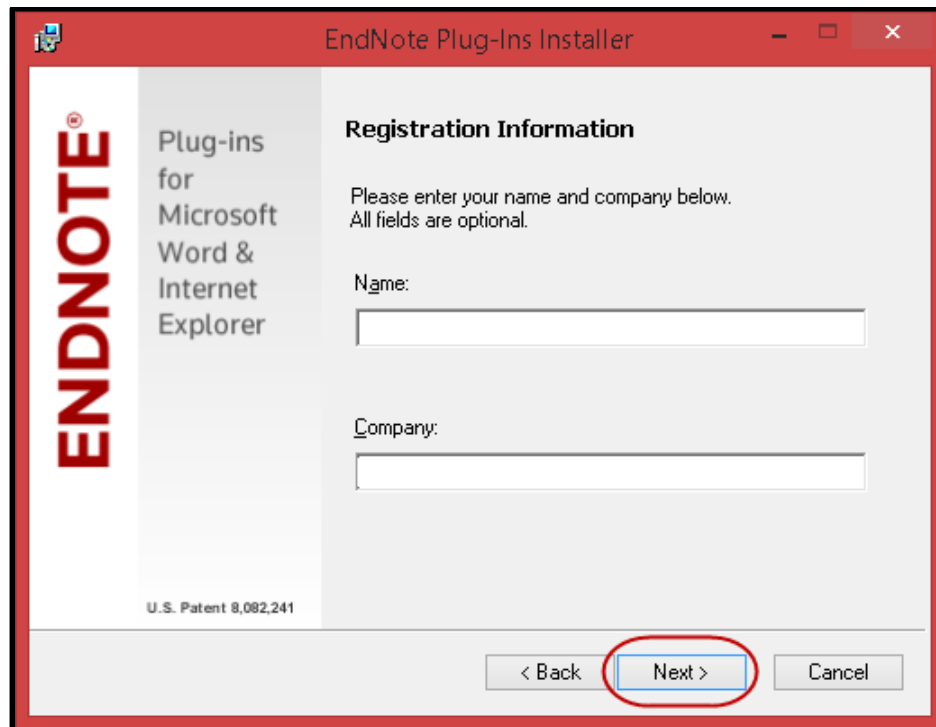 EndNote Plug-Ins Installer
ENDNOTE®
Plug-ins
for
Microsoft
Word &
Internet
Explorer
U.S. Patent 8,082,241
Registration Information
Please enter your name and company below.
All fields are optional.
Name:
Company:
< Back
Next >
Cancel